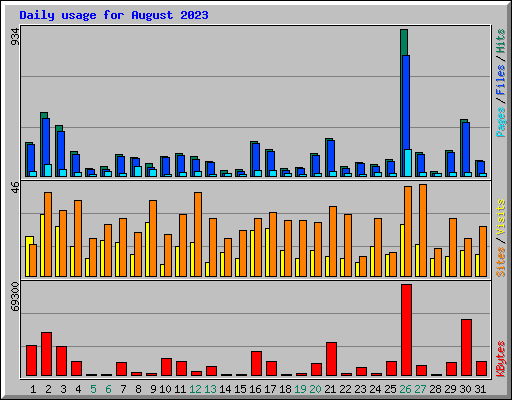 Daily usage for August 2023
934
Pages / Files / Hits
46
Sites / Visits
69300
KBytes
1 2 3 4 5 6 7 8 9 10 11 12 13 14 15 16 17 18 19 20 21 22 23 24 25 26 27 28 29 30 31